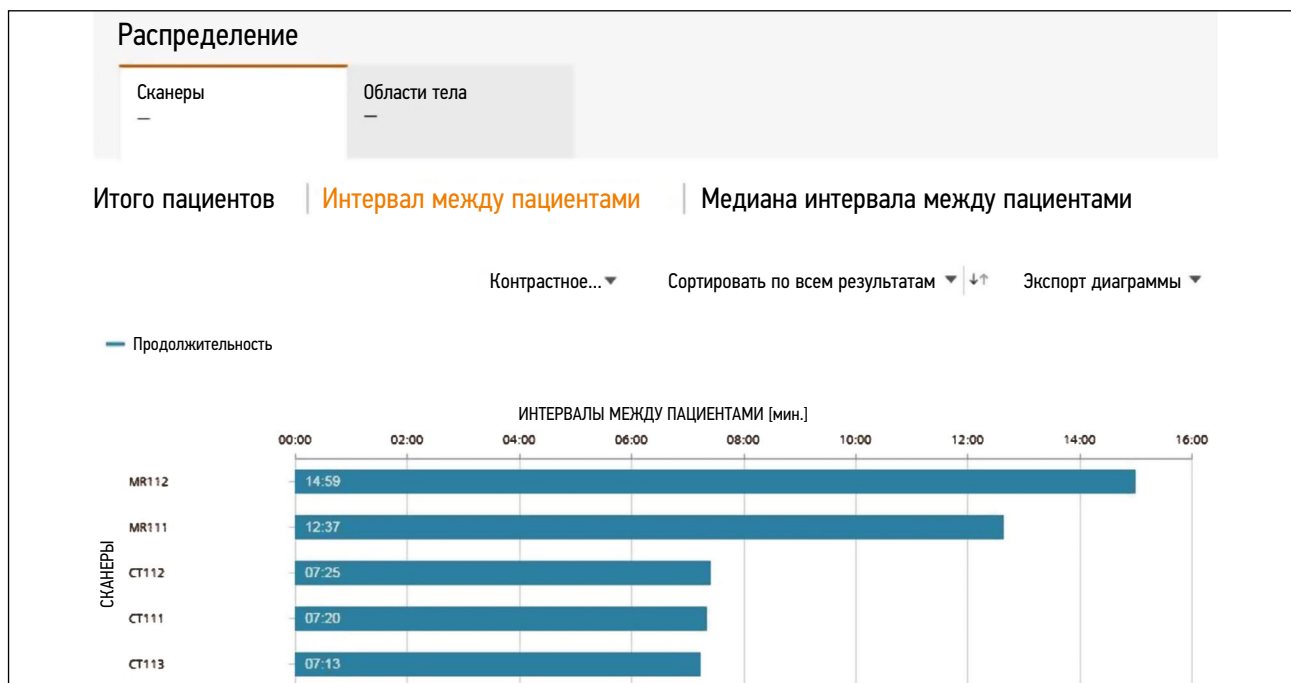 Распределение
Сканеры
Области тела
—
—
Итого пациентов | Интервал между пациентами | Медиана интервала между пациентами
Контрастное... Сортировать по всем результатам Экспорт диаграммы
Продолжительность
ИНТЕРВАЛЫ МЕЖДУ ПАЦИЕНТАМИ [мин.]
00:00 02:00 04:00 06:00 08:00 10:00 12:00 14:00 16:00
СКАНЕРЫ
MR112 14:59
MR111 12:37
CT112 07:25
CT111 07:20
CT113 07:13